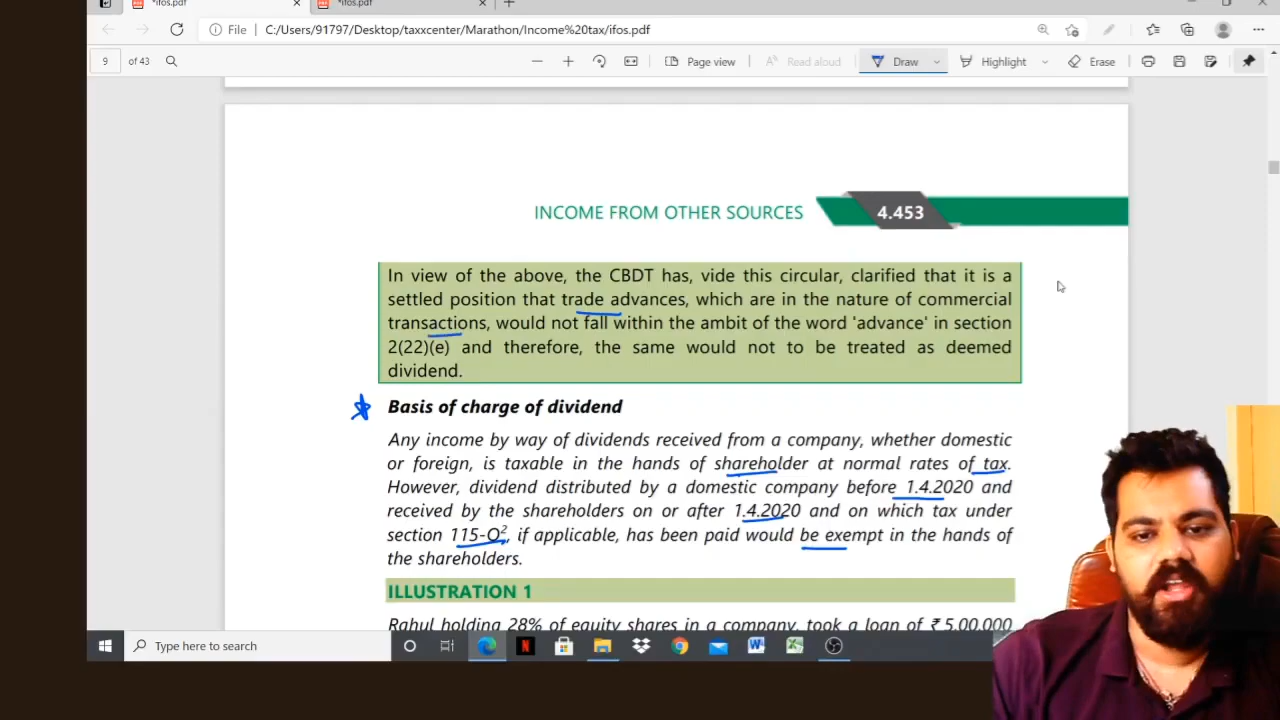 *ifos.pdf
*ifos.pdf
File
C:/Users/91797/Desktop/taxxcenter/Marathon/Income%20tax/ifos.pdf
9 of 43
Page view
Read aloud
Draw
Highlight
Erase
INCOME FROM OTHER SOURCES
4.453
In view of the above, the CBDT has, vide this circular, clarified that it is a
settled position that trade advances, which are in the nature of commercial
transactions, would not fall within the ambit of the word 'advance' in section
2(22)(e) and therefore, the same would not to be treated as deemed
dividend.
Basis of charge of dividend
Any income by way of dividends received from a company, whether domestic
or foreign, is taxable in the hands of shareholder at normal rates of tax.
However, dividend distributed by a domestic company before 1.4.2020 and
received by the shareholders on or after 1.4.2020 and on which tax under
section 115-O², if applicable, has been paid would be exempt in the hands of
the shareholders.
ILLUSTRATION 1
Rahul holding 28% of equity shares in a company, took a loan of ₹ 5,00,000
Type here to search